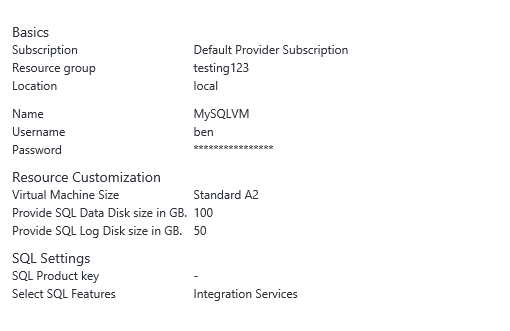 Basics
Subscription Default Provider Subscription
Resource group testing123
Location local
Name MySQLVM
Username ben
Password ****************
Resource Customization
Virtual Machine Size Standard A2
Provide SQL Data Disk size in GB. 100
Provide SQL Log Disk size in GB. 50
SQL Settings
SQL Product key -
Select SQL Features Integration Services